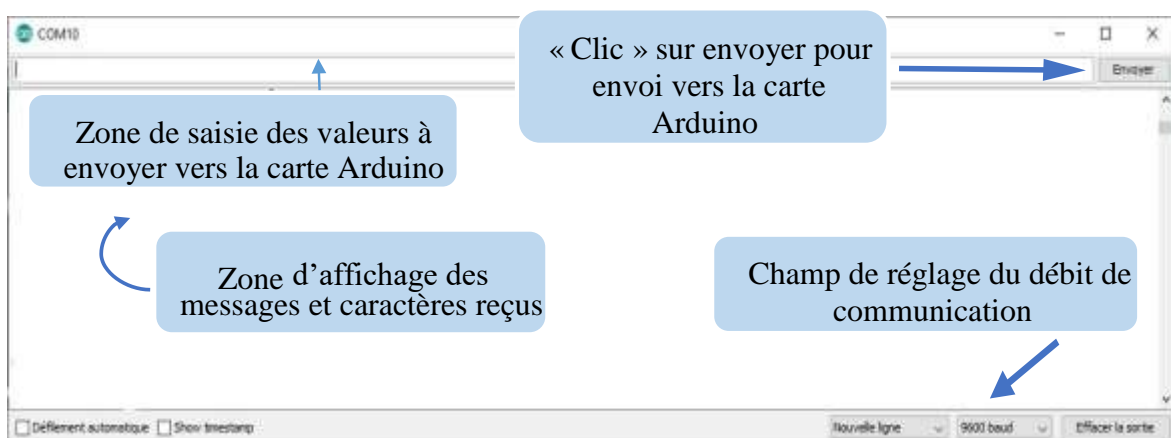 COM10
« Clic » sur envoyer pour
envoi vers la carte
Arduino
Envoyer
Zone de saisie des valeurs à
envoyer vers la carte Arduino
Zone d’affichage des
messages et caractères reçus
Champ de réglage du débit de
communication
Défilement automatique
Show timestamp
Nouvelle ligne
9600 baud
Effacer la sortie